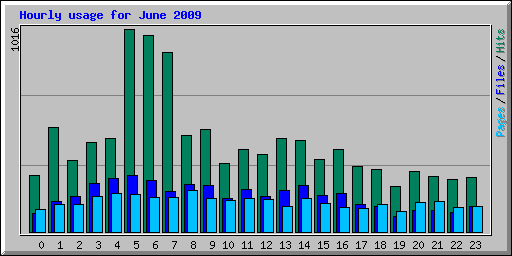 Hourly usage for June 2009
1016
Pages / Files / Hits
0 1 2 3 4 5 6 7 8 9 10 11 12 13 14 15 16 17 18 19 20 21 22 23